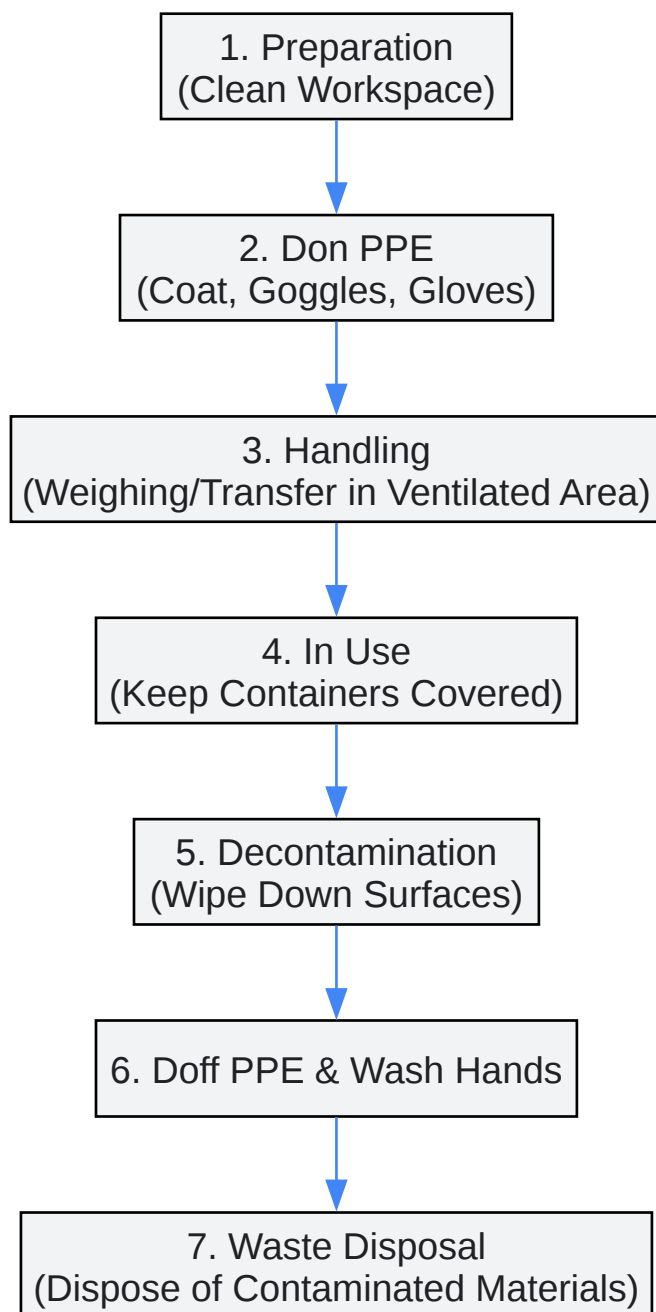 1. Preparation
(Clean Workspace)
2. Don PPE
(Coat, Goggles, Gloves)
3. Handling
(Weighing/Transfer in Ventilated Area)
4. In Use
(Keep Containers Covered)
5. Decontamination
(Wipe Down Surfaces)
6. Doff PPE & Wash Hands
7. Waste Disposal
(Dispose of Contaminated Materials)